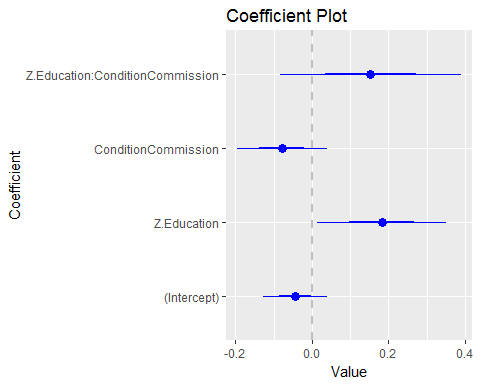 Coefficient Plot
Z.Education:ConditionCommission
ConditionCommission
Z.Education
(Intercept)
Coefficient
-0.2 0.0 0.2 0.4
Value